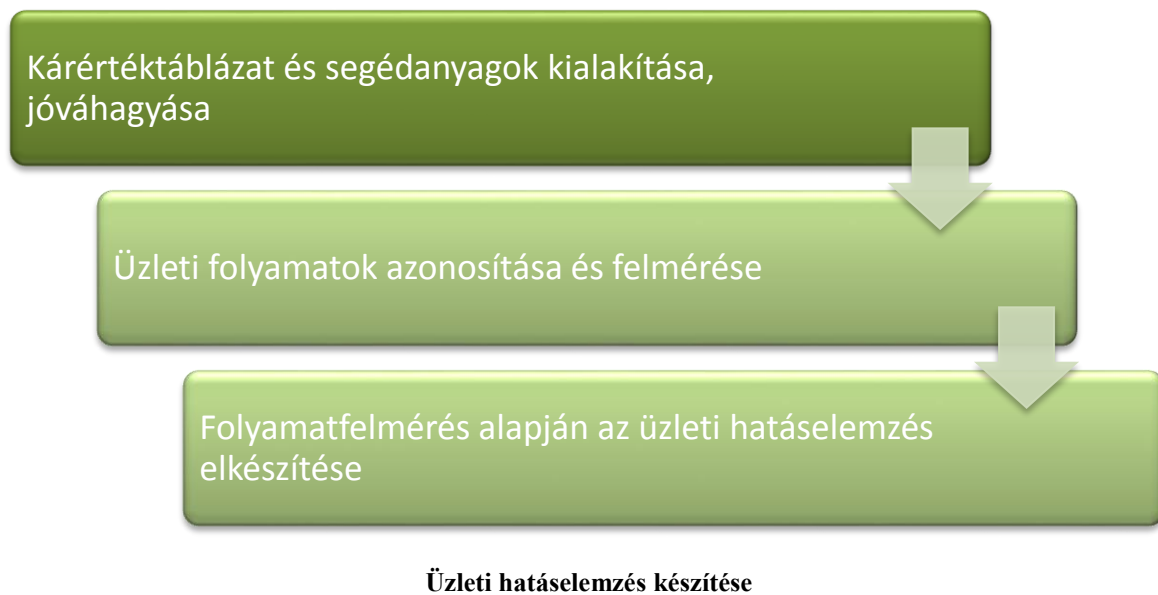 Kárértéktáblázat és segédanyagok kialakítása,
jóváhagyása
Üzleti folyamatok azonosítása és felmérése
Folyamatfelmérés alapján az üzleti hatáselemzés
elkészítése
Üzleti hatáselemzés készítése